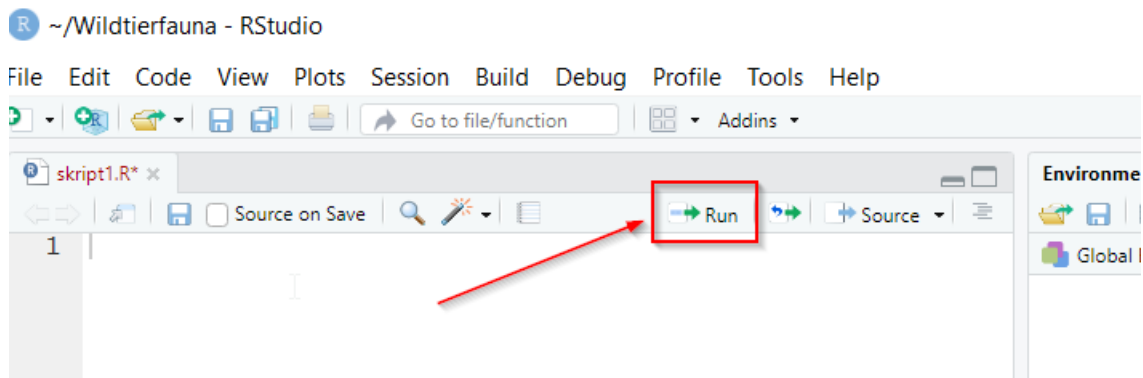 R ~/Wildtierfauna - RStudio
File Edit Code View Plots Session Build Debug Profile Tools Help
Go to file/function Addins
skript1.R*
Environme
Source on Save Run Source
1
Global